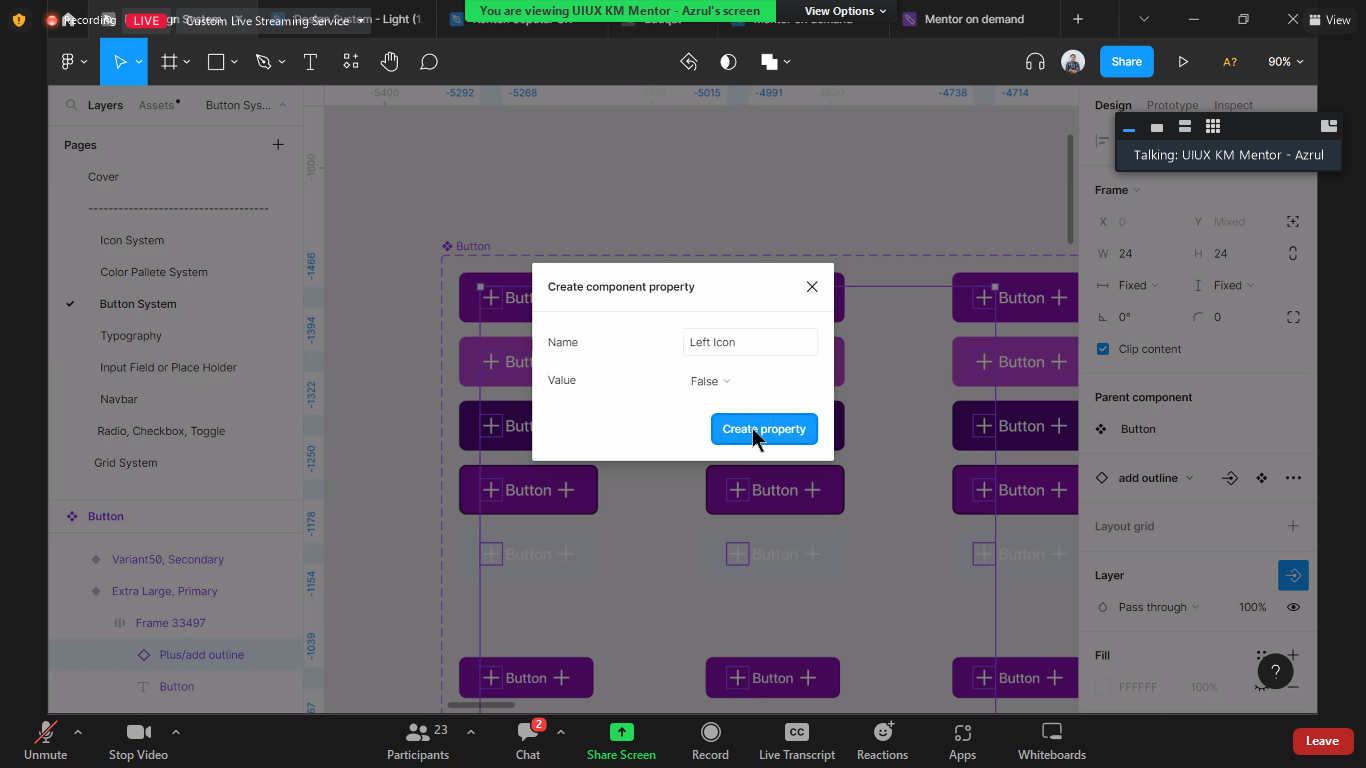 Recording
LIVE
Custom Live Streaming Service
You are viewing UIUX KM Mentor - Azrul's screen
View Options
Mentor on demand
View
Share
A?
90%
Layers
Assets
Button Sys...
-5400
-5292
-5268
-5015
-4991
-4738
-4714
Design
Prototype
Inspect
Talking: UIUX KM Mentor - Azrul
Pages
Cover
Icon System
Color Pallete System
Button System
Typography
Input Field or Place Holder
Navbar
Radio, Checkbox, Toggle
Grid System
Button
Variant50, Secondary
Extra Large, Primary
Frame 33497
Plus/add outline
Button
-1600
-1466
-1394
-1322
-1250
-1178
-1154
-1039
Button
Button
Button
Button
Button
Button
Button
Button
Button
Button
Button
Button
Button
Create component property
Name
Left Icon
Value
False
Create property
Frame
X
0
Y
Mixed
W
24
H
24
Fixed
Fixed
0°
0
Clip content
Parent component
Button
add outline
Layout grid
Layer
Pass through
100%
Fill
FFFFFF
100%
?
Unmute
Stop Video
Participants
23
Chat
2
Share Screen
Record
CC
Live Transcript
Reactions
Apps
Whiteboards
Leave